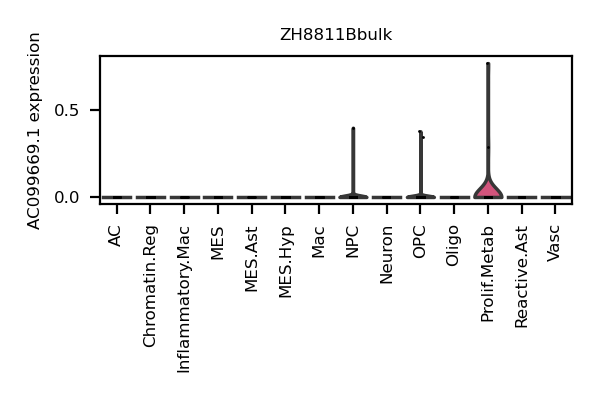 ZH8811Bbulk
AC099669.1 expression
0.5
0.0
AC
Chromatin.Reg
Inflammatory.Mac
MES
MES.Ast
MES.Hyp
Mac
NPC
Neuron
OPC
Oligo
Prolif.Metab
Reactive.Ast
Vasc